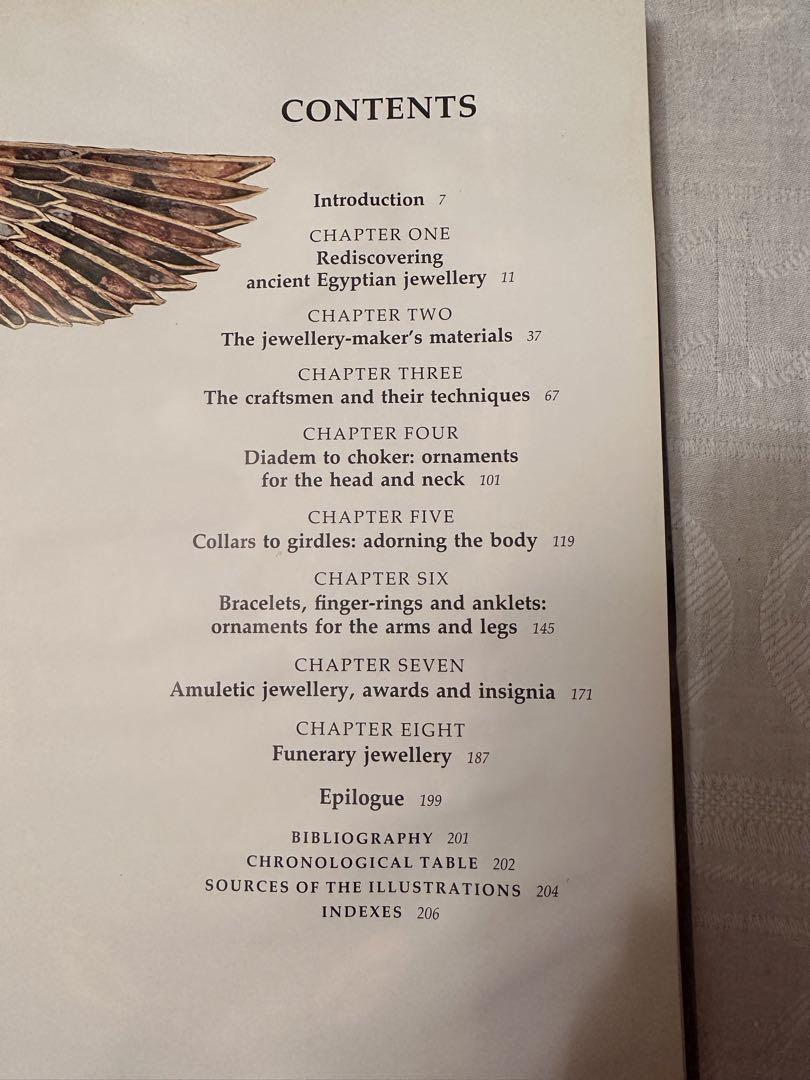 CONTENTS
Introduction 7
CHAPTER ONE
Rediscovering
ancient Egyptian jewellery 11
CHAPTER TWO
The jewellery-maker's materials 37
CHAPTER THREE
The craftsmen and their techniques 67
CHAPTER FOUR
Diadem to choker: ornaments
for the head and neck 101
CHAPTER FIVE
Collars to girdles: adorning the body 119
CHAPTER SIX
Bracelets, finger-rings and anklets:
ornaments for the arms and legs 145
CHAPTER SEVEN
Amuletic jewellery, awards and insignia 171
CHAPTER EIGHT
Funerary jewellery 187
Epilogue 199
BIBLIOGRAPHY 201
CHRONOLOGICAL TABLE 202
SOURCES OF THE ILLUSTRATIONS 204
INDEXES 206